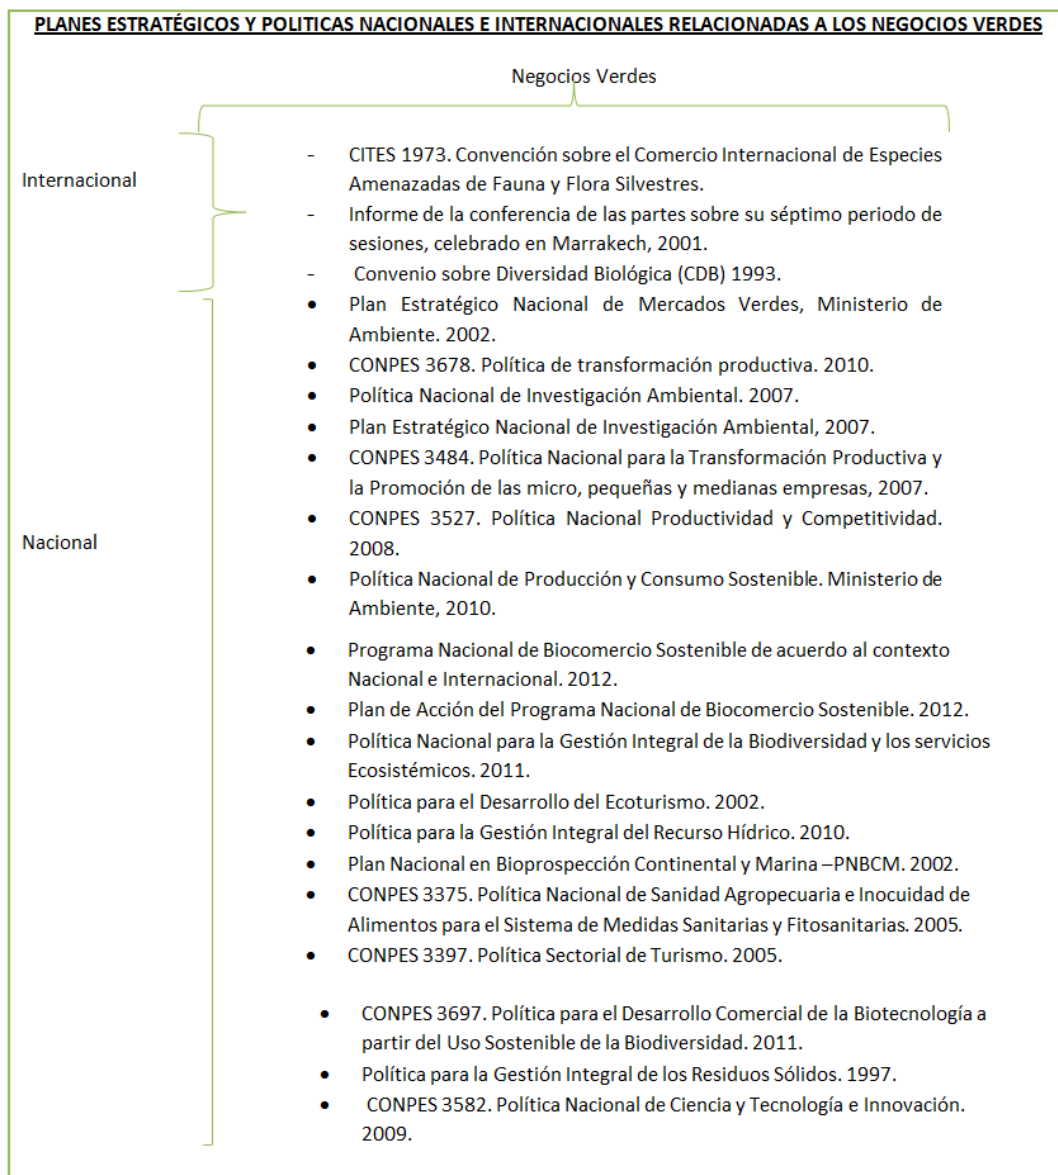 PLANES ESTRATÉGICOS Y POLITICAS NACIONALES E INTERNACIONALES RELACIONADAS A LOS NEGOCIOS VERDES
Negocios Verdes
Internacional
- CITES 1973. Convención sobre el Comercio Internacional de Especies
Amenazadas de Fauna y Flora Silvestres.
- Informe de la conferencia de las partes sobre su séptimo periodo de
sesiones, celebrado en Marrakech, 2001.
- Convenio sobre Diversidad Biológica (CDB) 1993.
Nacional
• Plan Estratégico Nacional de Mercados Verdes, Ministerio de
Ambiente. 2002.
• CONPES 3678. Política de transformación productiva. 2010.
• Política Nacional de Investigación Ambiental. 2007.
• Plan Estratégico Nacional de Investigación Ambiental, 2007.
• CONPES 3484. Política Nacional para la Transformación Productiva y
la Promoción de las micro, pequeñas y medianas empresas, 2007.
• CONPES 3527. Política Nacional Productividad y Competitividad.
2008.
• Política Nacional de Producción y Consumo Sostenible. Ministerio de
Ambiente, 2010.
• Programa Nacional de Biocomercio Sostenible de acuerdo al contexto
Nacional e Internacional. 2012.
• Plan de Acción del Programa Nacional de Biocomercio Sostenible. 2012.
• Política Nacional para la Gestión Integral de la Biodiversidad y los servicios
Ecosistémicos. 2011.
• Política para el Desarrollo del Ecoturismo. 2002.
• Política para la Gestión Integral del Recurso Hídrico. 2010.
• Plan Nacional en Bioprospección Continental y Marina –PNBCM. 2002.
• CONPES 3375. Política Nacional de Sanidad Agropecuaria e Inocuidad de
Alimentos para el Sistema de Medidas Sanitarias y Fitosanitarias. 2005.
• CONPES 3397. Política Sectorial de Turismo. 2005.
• CONPES 3697. Política para el Desarrollo Comercial de la Biotecnología a
partir del Uso Sostenible de la Biodiversidad. 2011.
• Política para la Gestión Integral de los Residuos Sólidos. 1997.
• CONPES 3582. Política Nacional de Ciencia y Tecnología e Innovación.
2009.